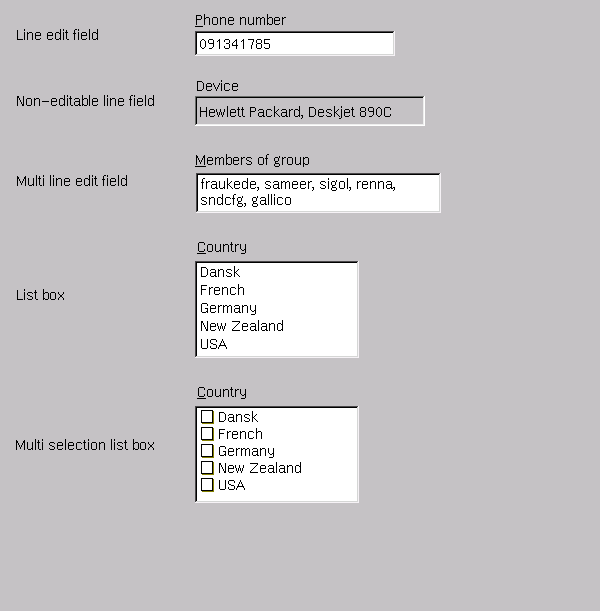 Phone number
Line edit field
091341785
Device
Non-editable line field
Hewlett Packard, Deskjet 890C
Members of group
Multi line edit field
fraukede, sameer, sigol, renna,
sndcfg, gallico
Country
Dansk
French
List box
Germany
New Zealand
USA
Country
Dansk
French
Multi selection list box
Germany
New Zealand
USA